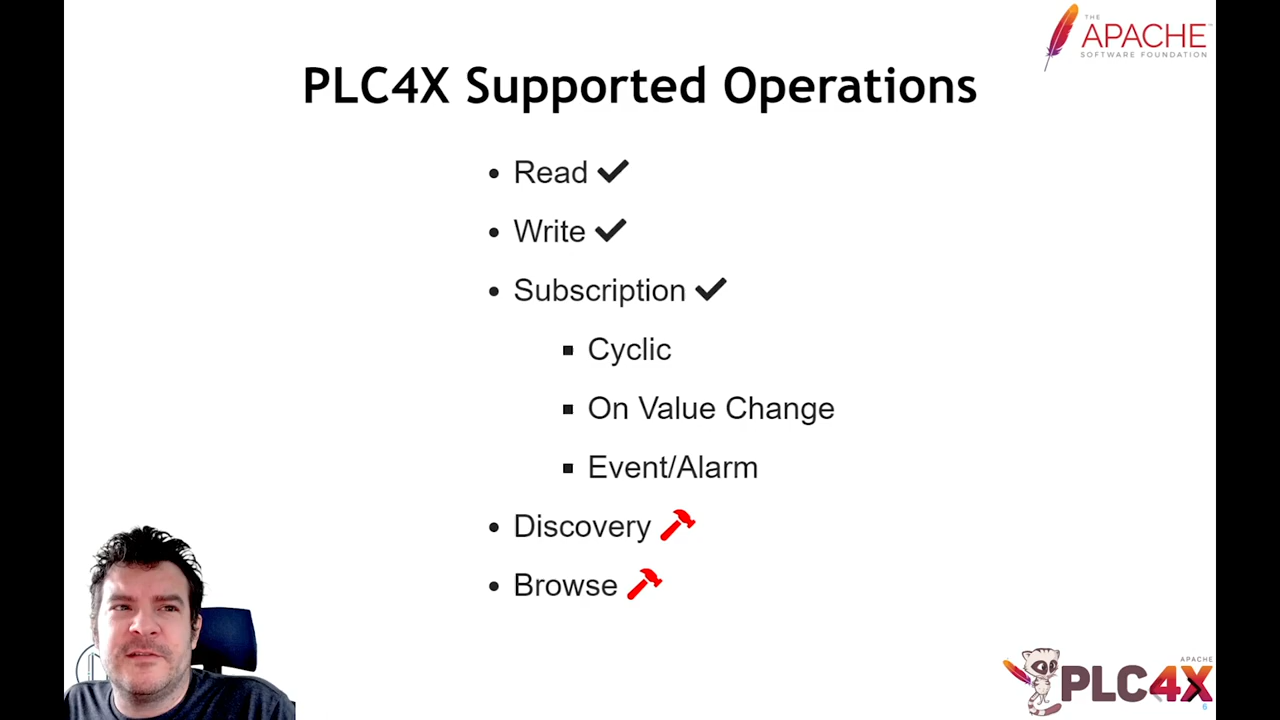 THE
APACHE
SOFTWARE FOUNDATION
PLC4X Supported Operations
Read
Write
Subscription
Cyclic
On Value Change
Event/Alarm
Discovery
Browse
APACHE
PLC4X
6